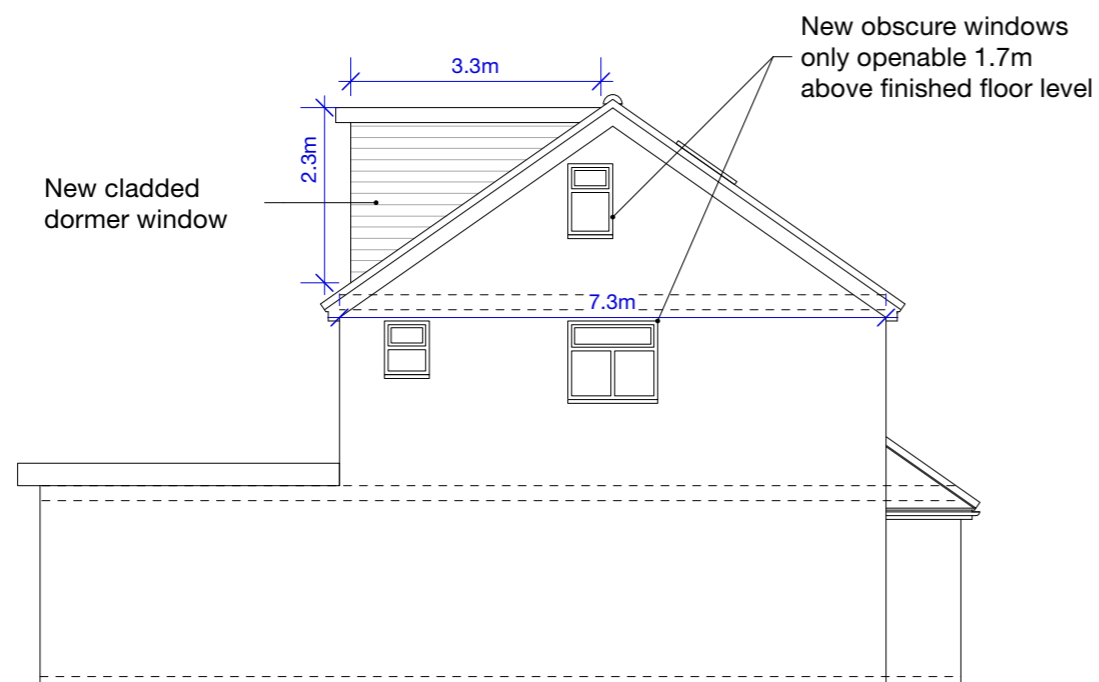 New obscure windows
only openable 1.7m
above finished floor level
3.3m
2.3m
New cladded
dormer window
7.3m